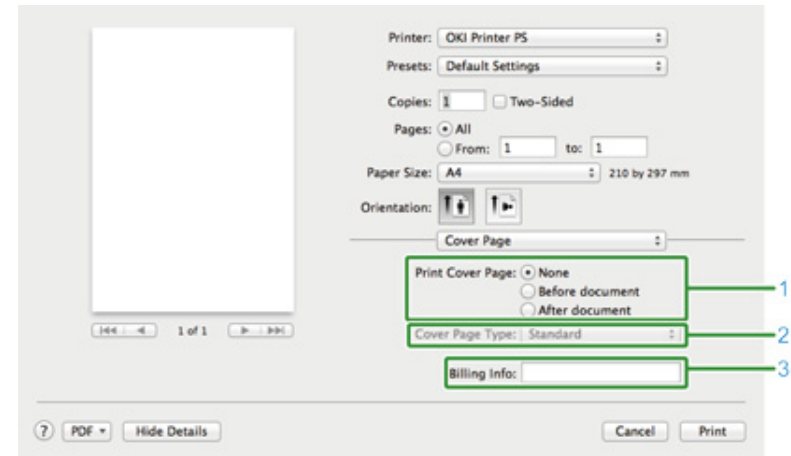 Printer: OKI Printer PS
Presets: Default Settings
Copies: 1 Two-Sided
Pages: All
From: 1 to: 1
Paper Size: A4 210 by 297 mm
Orientation:
Cover Page
Print Cover Page: None
Before document
After document
1
Cover Page Type: Standard
2
Billing Info:
3
1 of 1
? PDF Hide Details Cancel Print